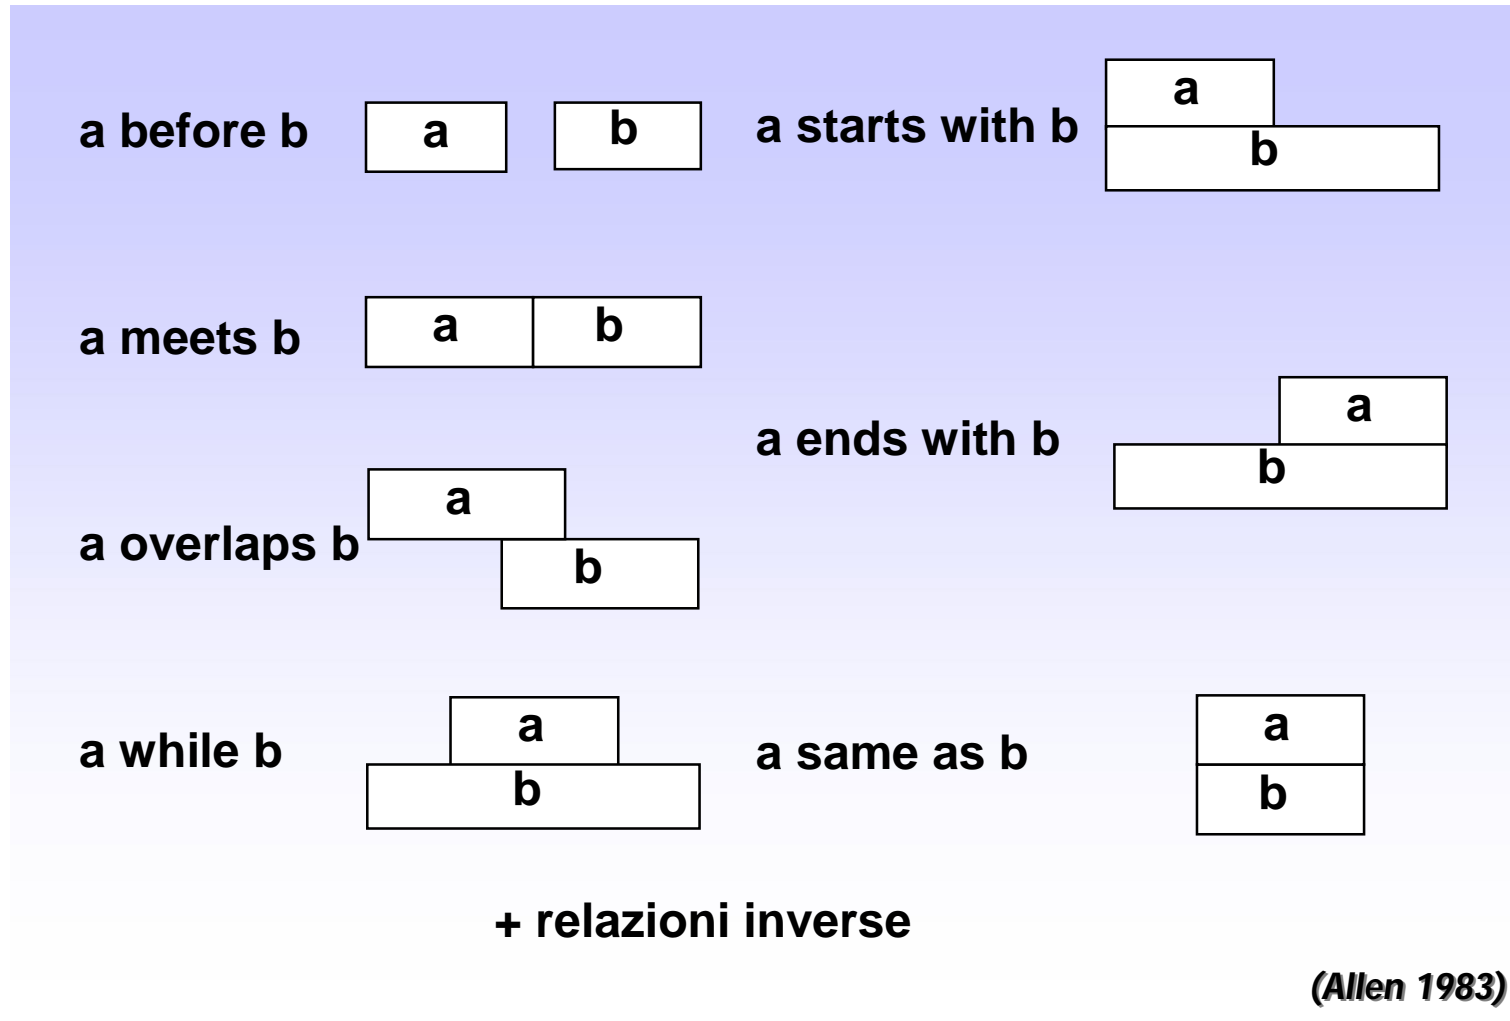 a before b
a
b
a meets b
a
b
a overlaps b
a
b
a while b
a
b
a starts with b
a
b
a ends with b
a
b
a same as b
a
b
+ relazioni inverse
(Allen 1983)